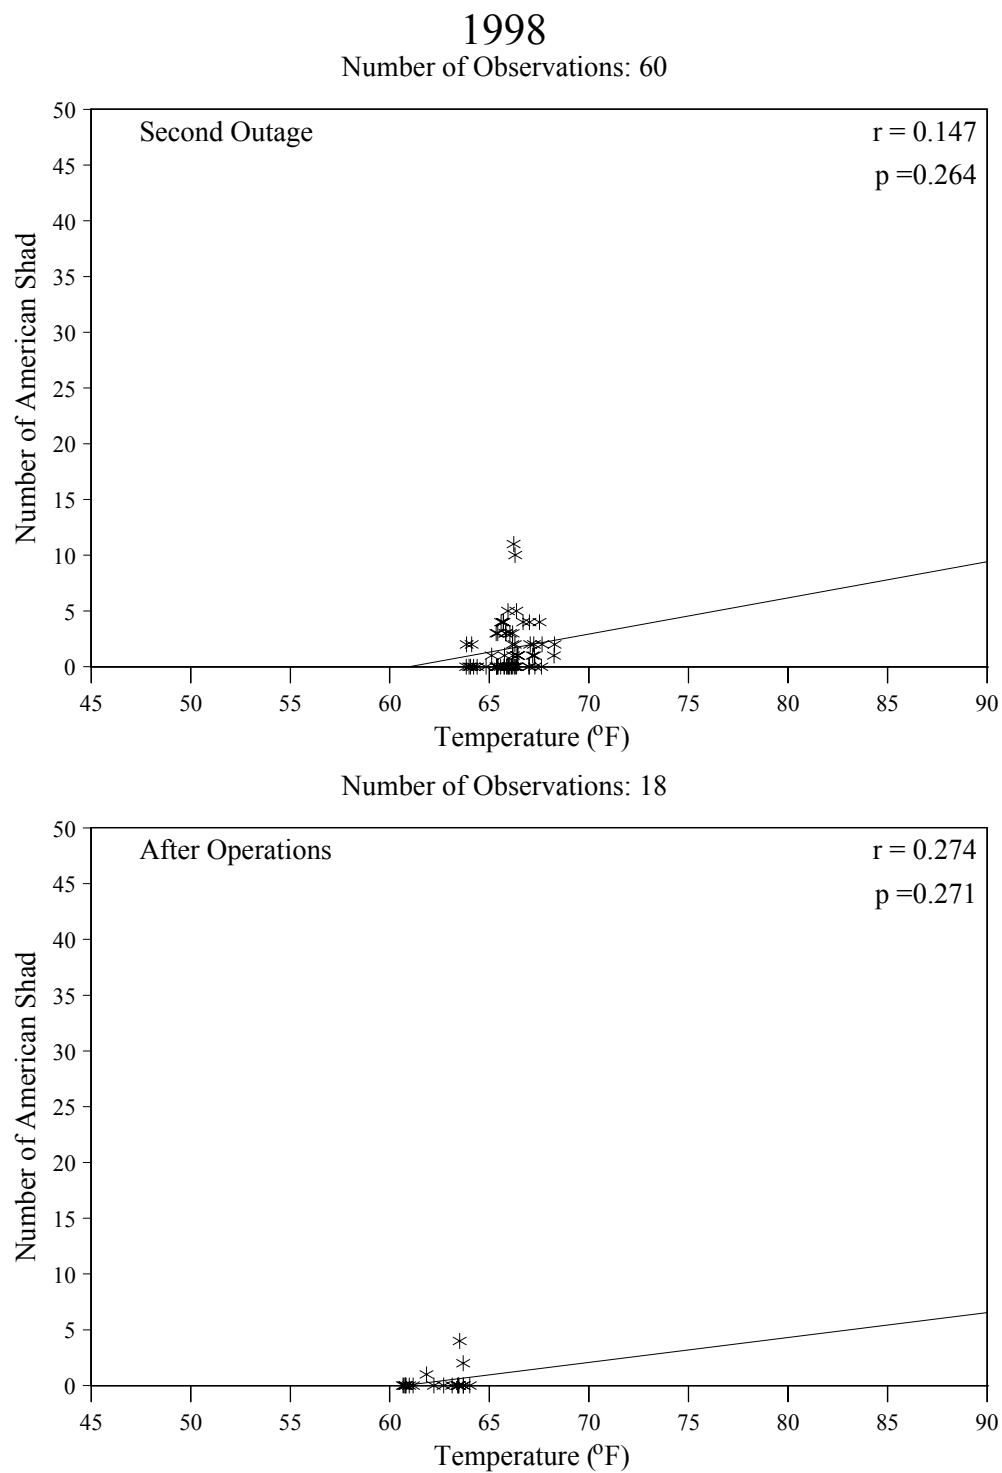 1998
Number of Observations: 60
Second Outage
r = 0.147
p =0.264
Number of American Shad
50
45
40
35
30
25
20
15
10
5
0
45 50 55 60 65 70 75 80 85 90
Temperature (ºF)
Number of Observations: 18
After Operations
r = 0.274
p =0.271
Number of American Shad
50
45
40
35
30
25
20
15
10
5
0
45 50 55 60 65 70 75 80 85 90
Temperature (ºF)